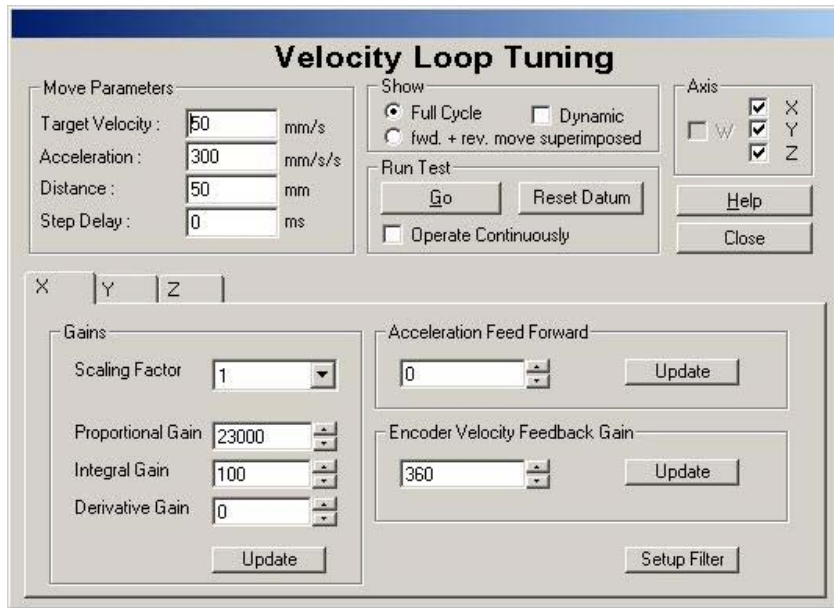 Velocity Loop Tuning
Move Parameters
Target Velocity : 50 mm/s
Acceleration : 300 mm/s/s
Distance : 50 mm
Step Delay : 0 ms
Show
Full Cycle Dynamic
fwd. + rev. move superimposed
Run Test
Go Reset Datum
Operate Continuously
Axis
X
W Y
Z
Help
Close
X Y Z
Gains
Scaling Factor 1
Proportional Gain 23000
Integral Gain 100
Derivative Gain 0
Update
Acceleration Feed Forward
0 Update
Encoder Velocity Feedback Gain
360 Update
Setup Filter